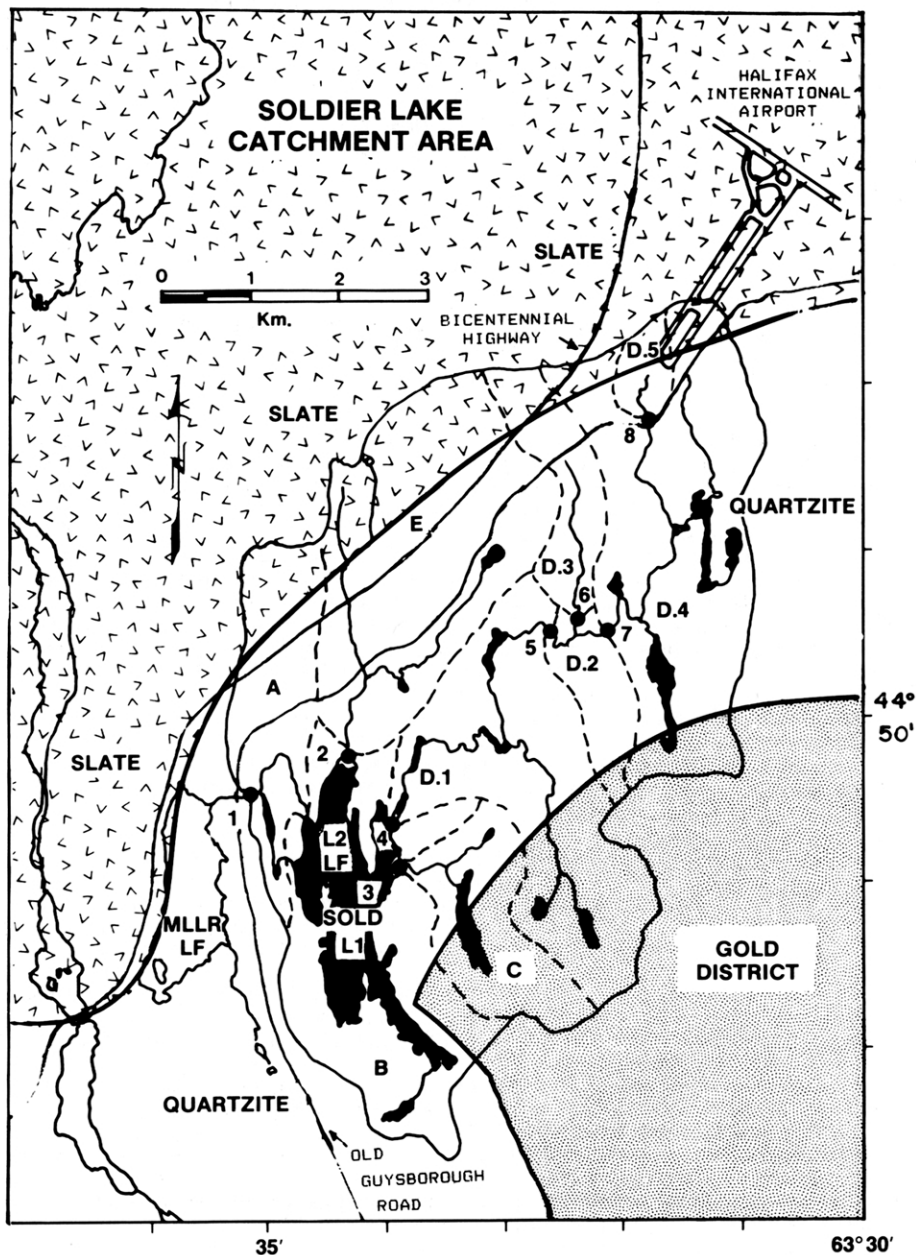 HALIFAX
INTERNATIONAL
AIRPORT
SOLDIER LAKE
CATCHMENT AREA
SLATE
0 1 2 3
Km.
BICENTENNIAL
HIGHWAY
D.5
SLATE
8
QUARTZITE
E
D.3
6
D.4
5
7
D.2
A
44°
50'
SLATE
2
D.1
1
L2
LF
4
3
SOLD
L1
MLLR
LF
C
GOLD
DISTRICT
B
QUARTZITE
OLD
GUYSBOROUGH
ROAD
35'
63° 30'